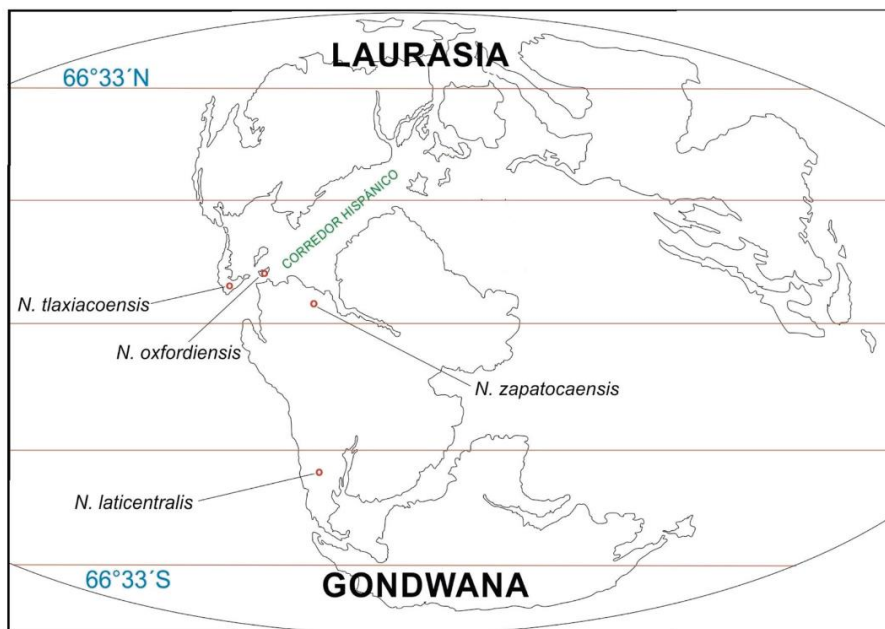 LAURASIA
66°33´N
CORREDOR HISPÁNICO
N. tlaxiacoensis
N. oxfordiensis
N. zapatocaensis
N. laticentralis
66°33´S
GONDWANA